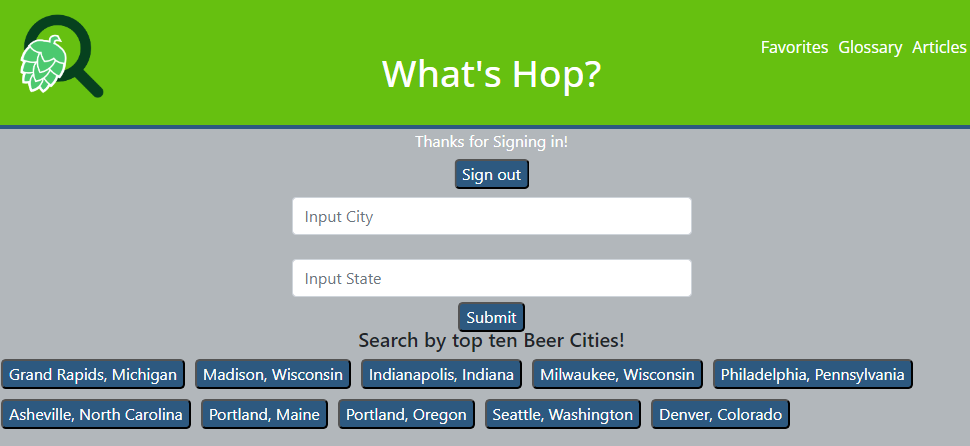 Favorites Glossary Articles
What's Hop?
Thanks for Signing in!
Sign out
Input City
Input State
Submit
Search by top ten Beer Cities!
Grand Rapids, Michigan Madison, Wisconsin Indianapolis, Indiana Milwaukee, Wisconsin Philadelphia, Pennsylvania
Asheville, North Carolina Portland, Maine Portland, Oregon Seattle, Washington Denver, Colorado